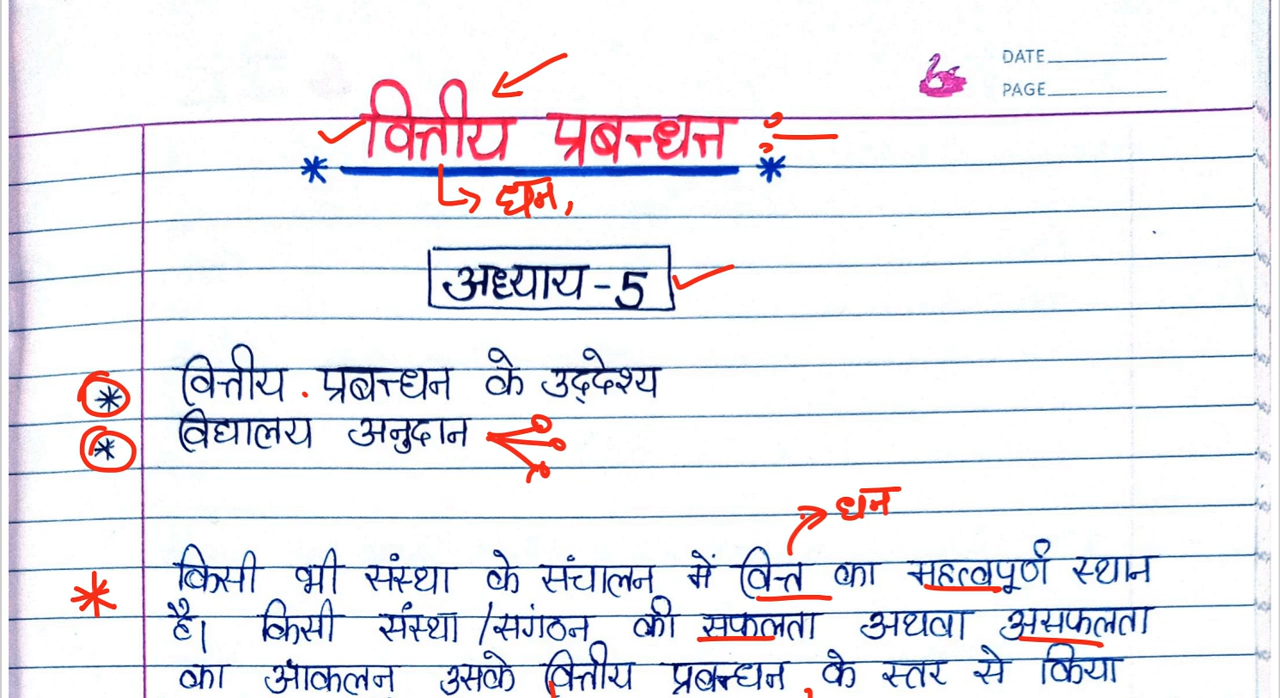 DATE
PAGE
वित्तीय प्रबन्धन :-
धन,
अध्याय - 5
* वित्तीय . प्रबन्धन के उद्देश्य
* विद्यालय अनुदान
धन
* किसी भी संस्था के संचालन में वित्त का महत्वपूर्ण स्थान
है। किसी संस्था /संगठन की सफलता अथवा असफलता
का आंकलन उसके वित्तीय प्रबन्धन के स्तर से किया